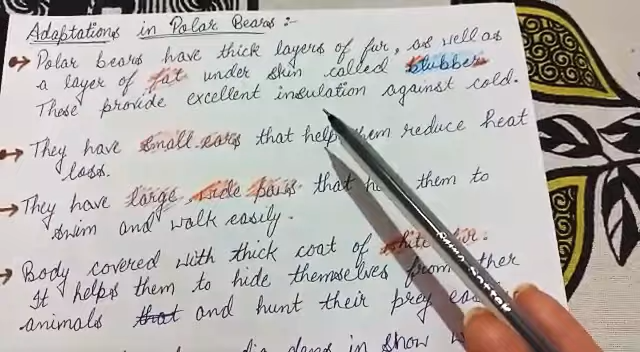 Adaptations in Polar Bears :-
Polar bears have thick layers of fur, as well as
a layer of fat under skin called blubber
These provide excellent insulation against cold.
They have small ears that help them reduce heat
loss.
They have large, wide paws that them to
swim and walk easily.
Body covered with thick coat of white fur.
It helps them to hide themselves from other
animals that and hunt their prey
in snow